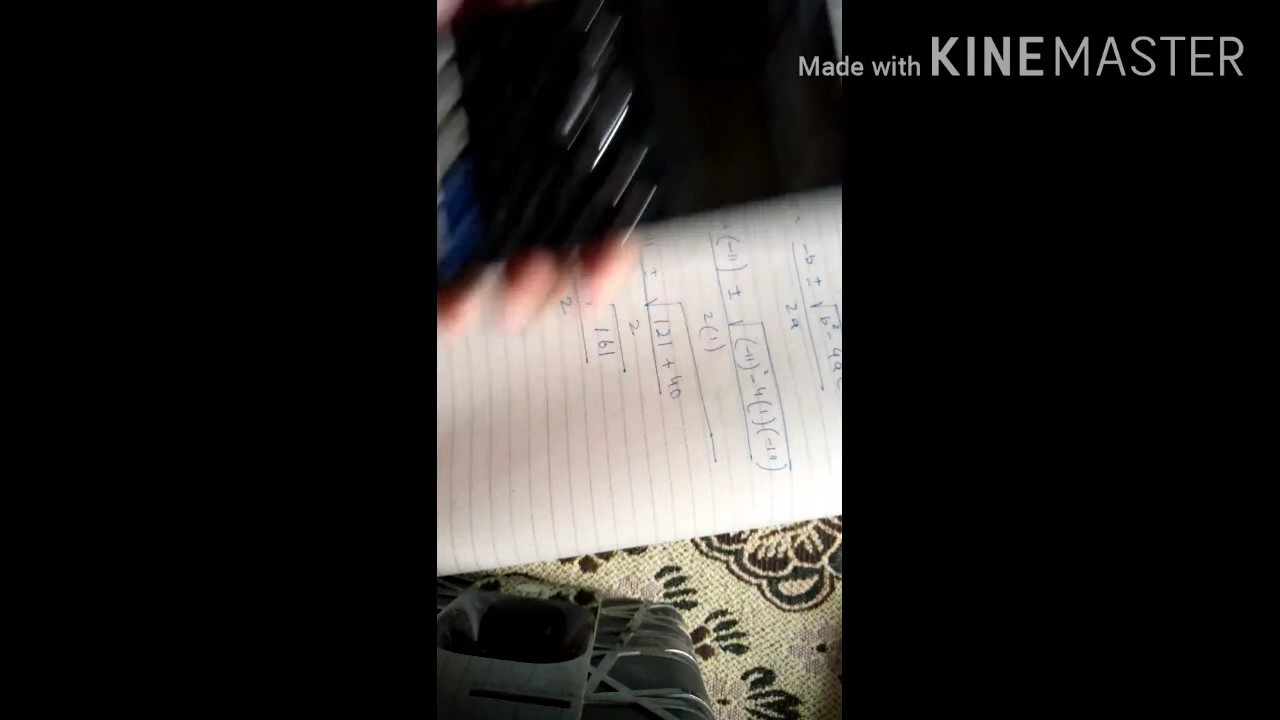 Made with KINEMASTER
-b ± √b²-4ac
2a
-(-11) ± √(-11)²-4(1)(-10)
2(1)
11 ± √121+40
2
√161
2